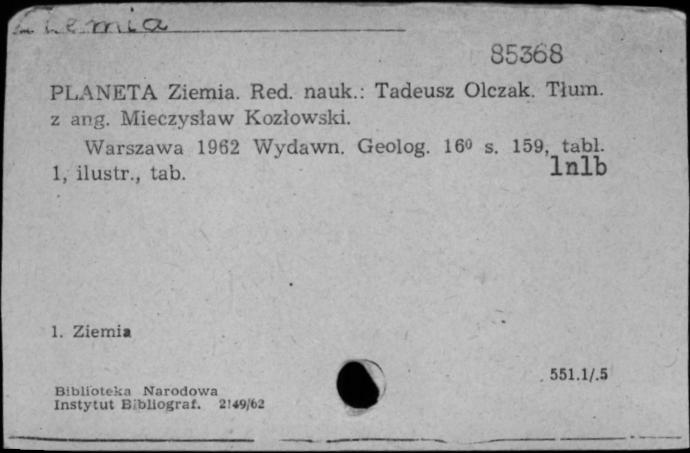 Ziemia
85368
PLANETA Ziemia. Red. nauk.: Tadeusz Olczak. Tłum.
z ang. Mieczysław Kozłowski.
Warszawa 1962 Wydawn. Geolog. 16⁰ s. 159, tabl.
1, ilustr., tab.
1nlb
1. Ziemia
551.1/.5
Biblioteka Narodowa
Instytut Bibliograf. 2149/62